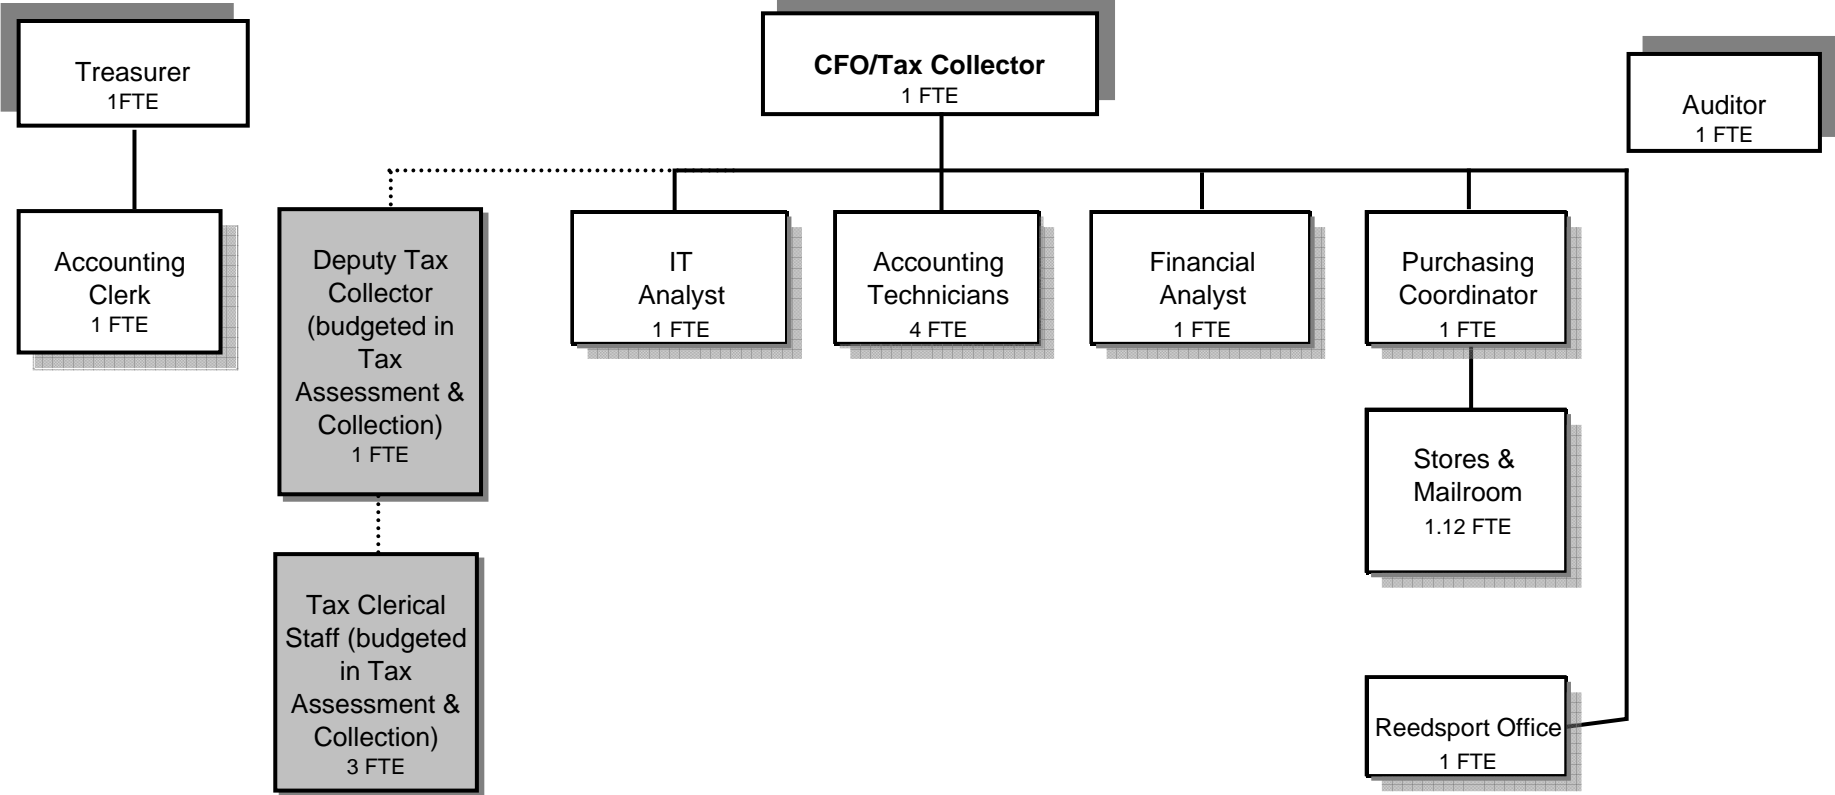 Treasurer
1FTE
CFO/Tax Collector
1 FTE
Auditor
1 FTE
Accounting
Clerk
1 FTE
Deputy Tax
Collector
(budgeted in
Tax
Assessment &
Collection)
1 FTE
IT
Analyst
1 FTE
Accounting
Technicians
4 FTE
Financial
Analyst
1 FTE
Purchasing
Coordinator
1 FTE
Stores &
Mailroom
1.12 FTE
Tax Clerical
Staff (budgeted
in Tax
Assessment &
Collection)
3 FTE
Reedsport Office
1 FTE